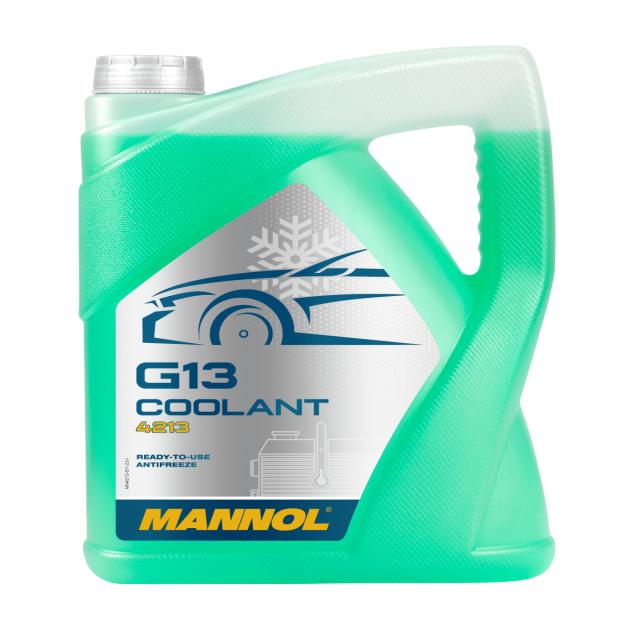 G13
COOLANT
4213
READY-TO-USE
ANTIFREEZE
MANNOL®